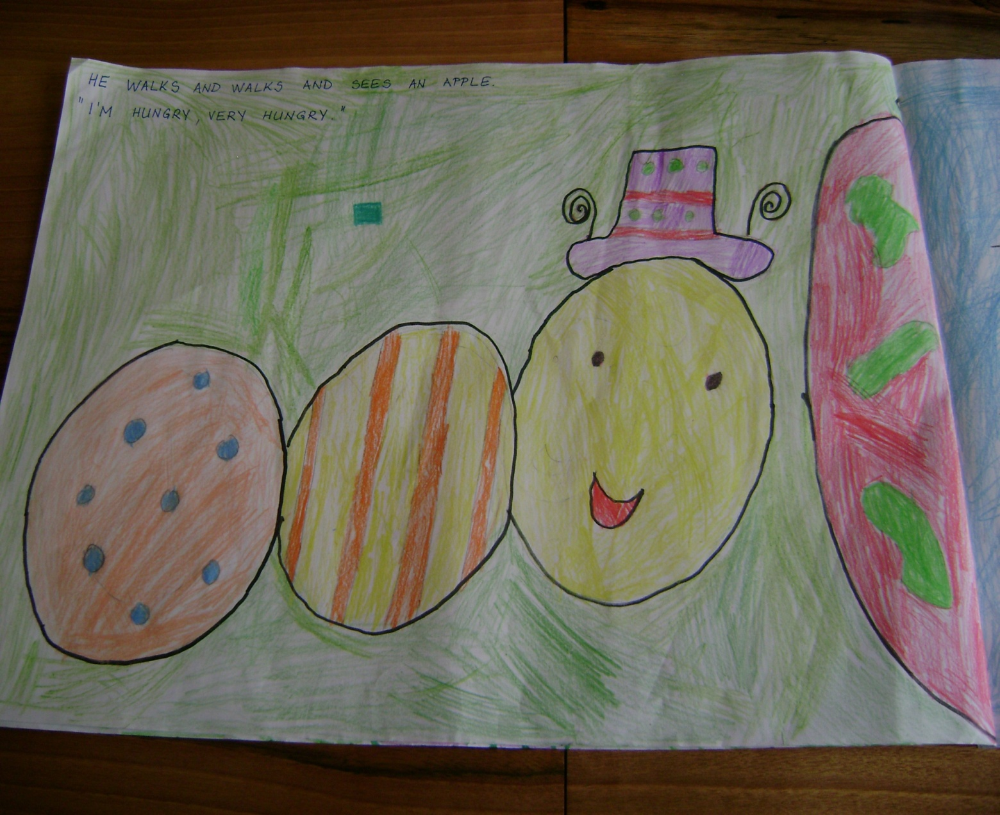 HE WALKS AND WALKS AND SEES AN APPLE.
"I'M HUNGRY, VERY HUNGRY."